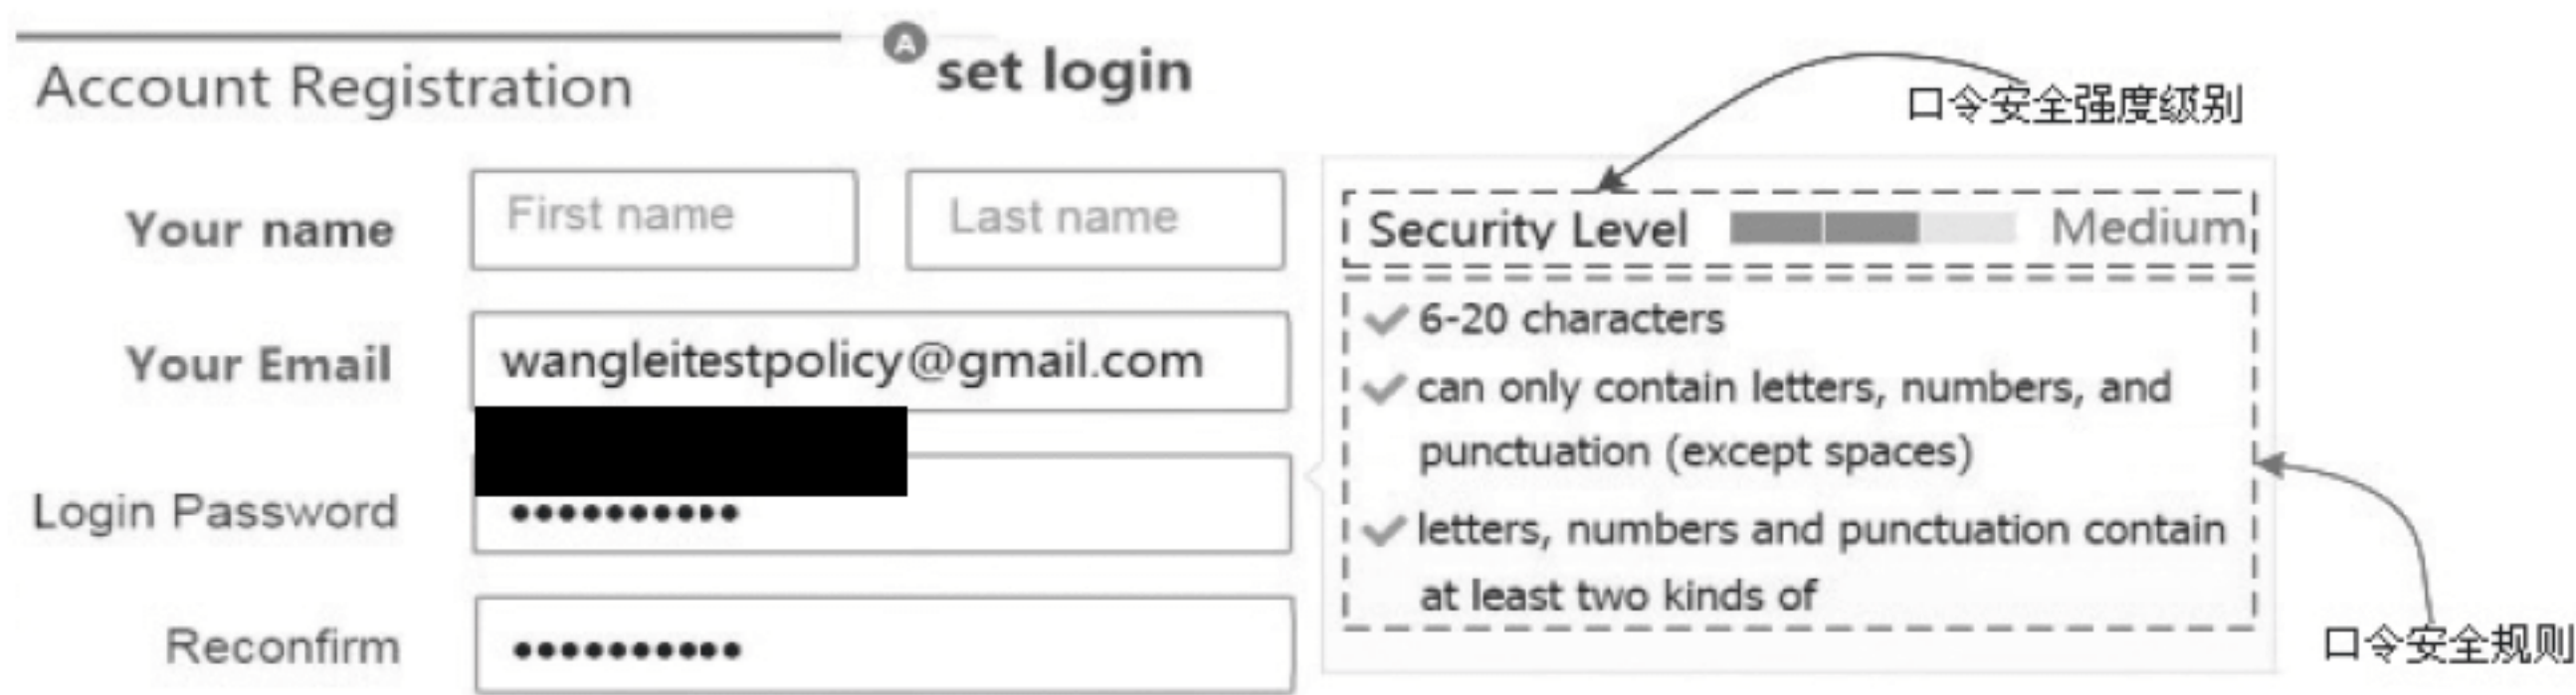 A
set login
Account Registration
口令安全强度级别
Your name
First name
Last name
Security Level
Medium
Your Email
wangleitestpolicy@gmail.com
6-20 characters
can only contain letters, numbers, and
punctuation (except spaces)
Login Password
••••••••••
letters, numbers and punctuation contain
at least two kinds of
Reconfirm
••••••••••
口令安全规则